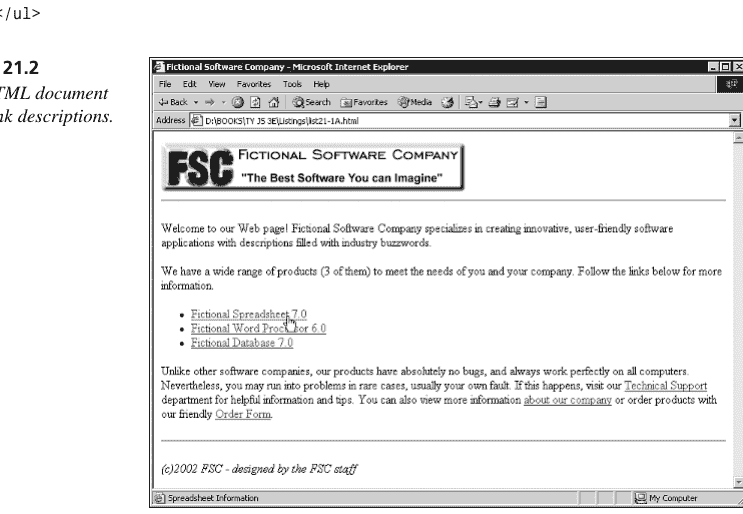 </ul>
21.2
TML document
nk descriptions.
Fictional Software Company - Microsoft Internet Explorer
File Edit View Favorites Tools Help
Back Search Favorites Media
Address D:\BOOKS\TY JS 3E\Listings\list21-1A.html
FSC FICTIONAL SOFTWARE COMPANY
"The Best Software You can Imagine"
Welcome to our Web page! Fictional Software Company specializes in creating innovative, user-friendly software
applications with descriptions filled with industry buzzwords.
We have a wide range of products (3 of them) to meet the needs of you and your company. Follow the links below for more
information.
• Fictional Spreadsheet 7.0
• Fictional Word Processor 6.0
• Fictional Database 7.0
Unlike other software companies, our products have absolutely no bugs, and always work perfectly on all computers.
Nevertheless, you may run into problems in rare cases, usually your own fault. If this happens, visit our Technical Support
department for helpful information and tips. You can also view more information about our company or order products with
our friendly Order Form.
(c)2002 FSC - designed by the FSC staff
Spreadsheet Information My Computer